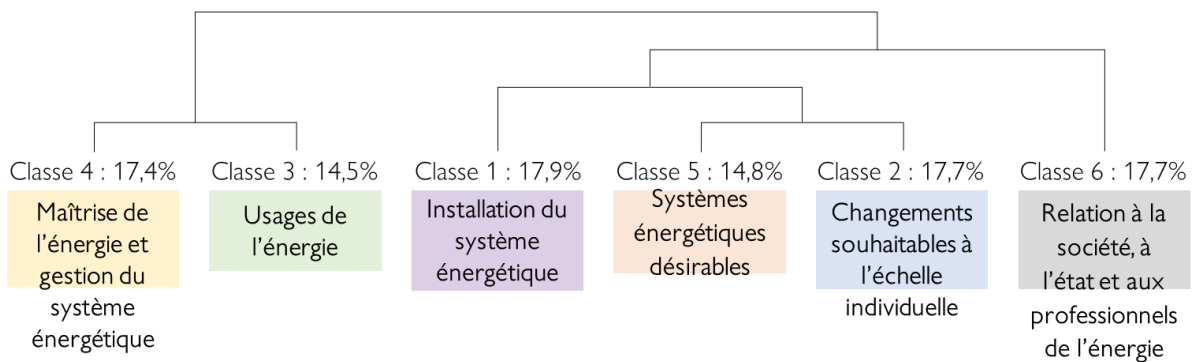 Classe 4 : 17,4%
Maîtrise de
l'énergie et
gestion du
système
énergétique
Classe 3 : 14,5%
Usages de
l'énergie
Classe 1 : 17,9%
Installation du
système
énergétique
Classe 5 : 14,8%
Systèmes
énergétiques
désirables
Classe 2 : 17,7%
Changements
souhaitables à
l'échelle
individuelle
Classe 6 : 17,7%
Relation à la
société, à
l'état et aux
professionnels
de l'énergie